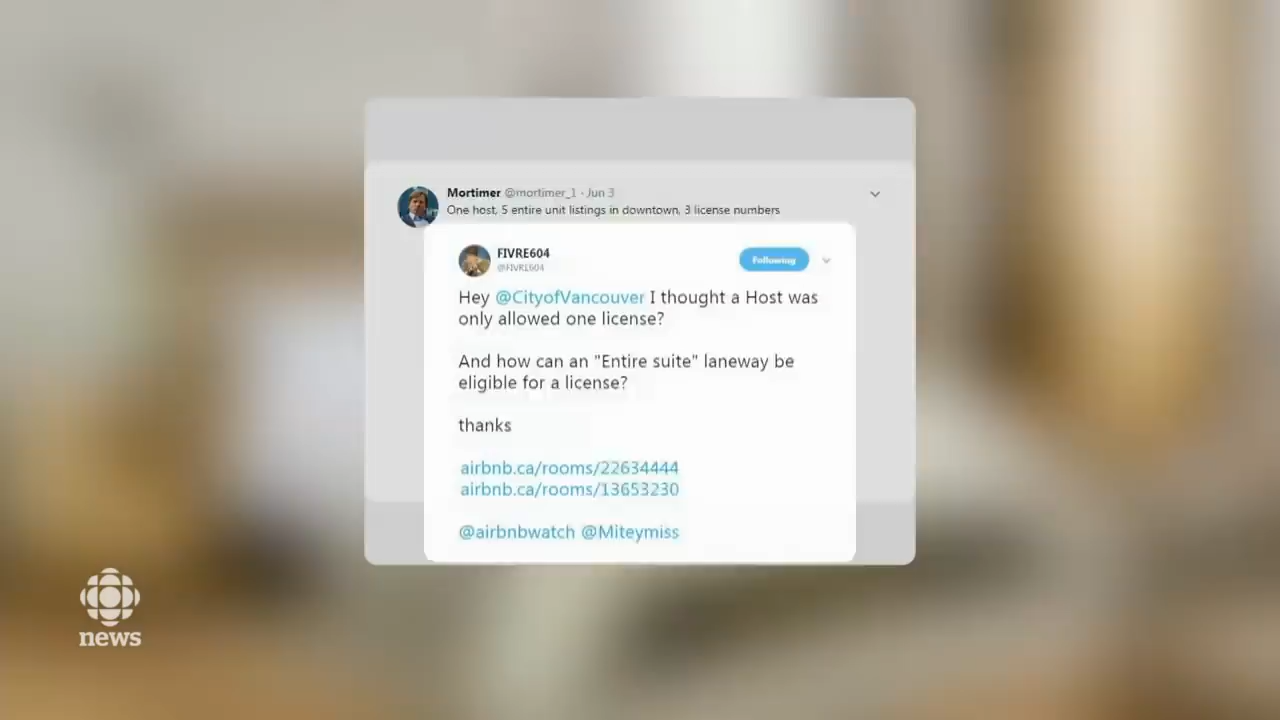 Mortimer @mortimer_1 · Jun 3
One host, 5 entire unit listings in downtown, 3 license numbers
FIVRE604
Following
@FIVRE604
Hey @CityofVancouver I thought a Host was
only allowed one license?
And how can an "Entire suite" laneway be
eligible for a license?
thanks
airbnb.ca/rooms/22634444
airbnb.ca/rooms/13653230
@airbnbwatch @Miteymiss
news